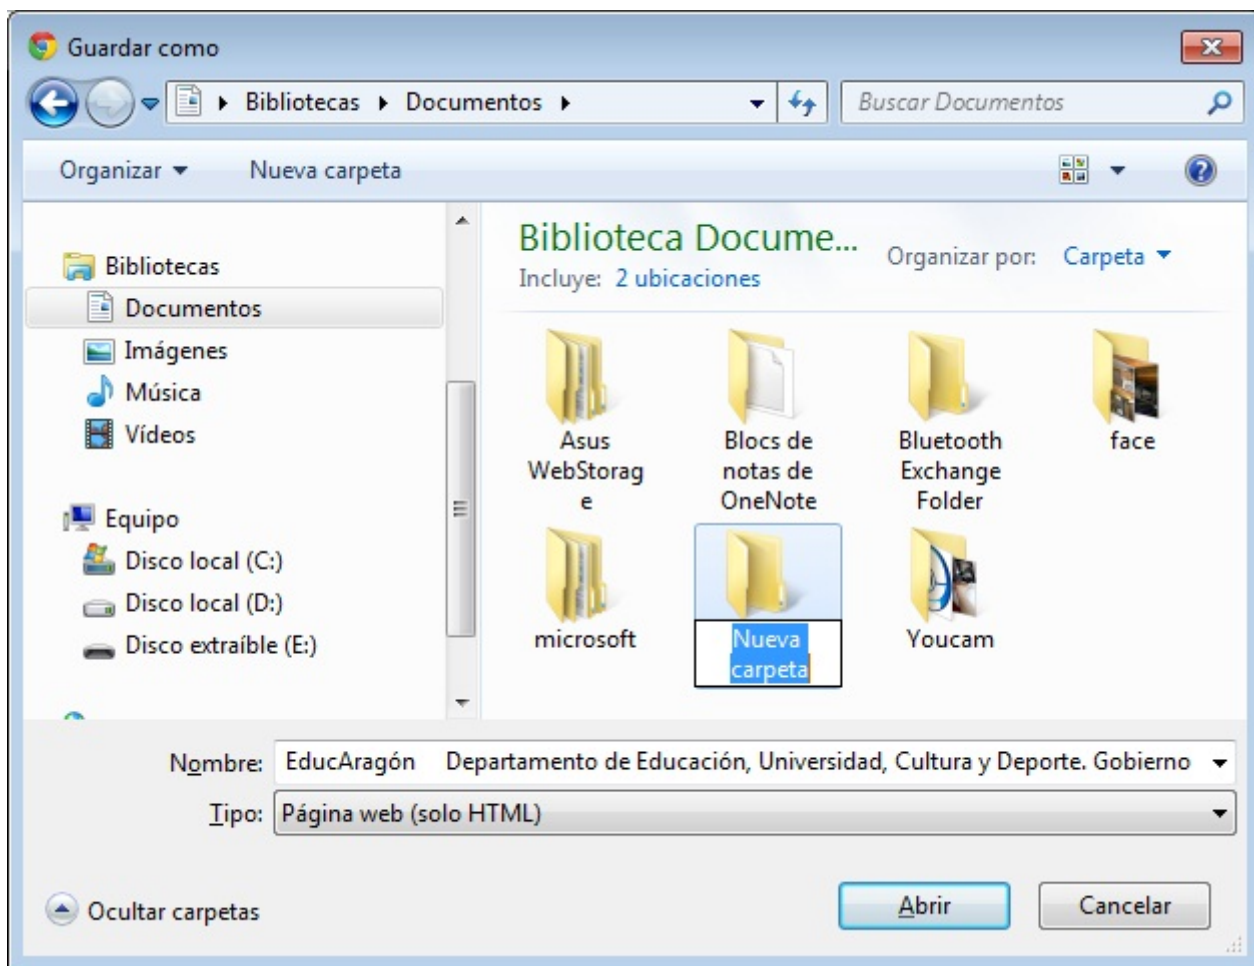 Guardar como
Bibliotecas Documentos
Buscar Documentos
Organizar Nueva carpeta
Bibliotecas
Documentos
Imágenes
Música
Vídeos
Equipo
Disco local (C:)
Disco local (D:)
Disco extraíble (E:)
Biblioteca Docume...
Incluye: 2 ubicaciones
Organizar por: Carpeta
Asus
WebStorag
e
Blocs de
notas de
OneNote
Bluetooth
Exchange
Folder
face
microsoft
Nueva
carpeta
Youcam
Nombre: EducAragón Departamento de Educación, Universidad, Cultura y Deporte. Gobierno
Tipo: Página web (solo HTML)
Ocultar carpetas
Abrir
Cancelar